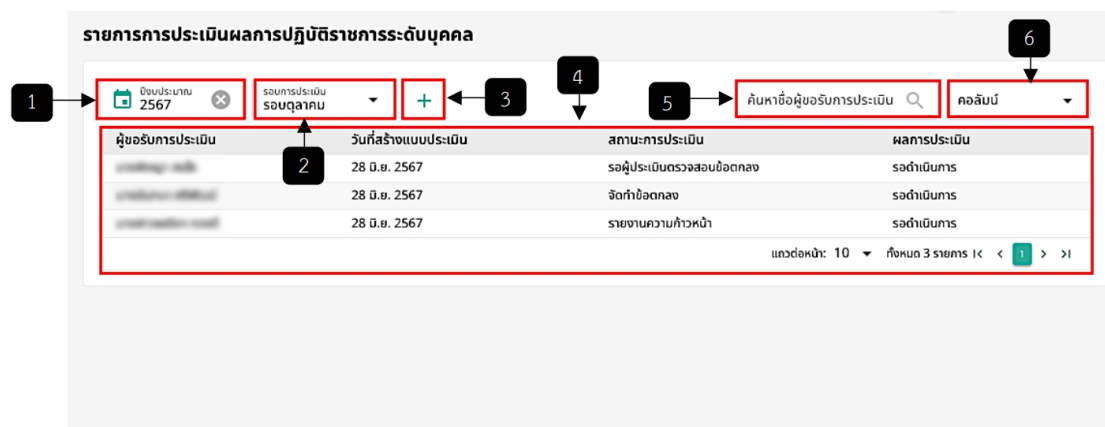 รายการการประเมินผลการปฏิบัติราชการระดับบุคคล
6
4
1
ปีงบประมาณ
2567
รอบการประเมิน
รอบตุลาคม
+
3
5
ค้นหาชื่อผู้ขอรับการประเมิน
คอลัมน์
ผู้ขอรับการประเมิน วันที่สร้างแบบประเมิน สถานะการประเมิน ผลการประเมิน
2
28 มิ.ย. 2567 รอผู้ประเมินตรวจสอบข้อตกลง รอดำเนินการ
28 มิ.ย. 2567 จัดทำข้อตกลง รอดำเนินการ
28 มิ.ย. 2567 รายงานความก้าวหน้า รอดำเนินการ
แถวต่อหน้า: 10 ทั้งหมด 3 รายการ |< < 1 > >|